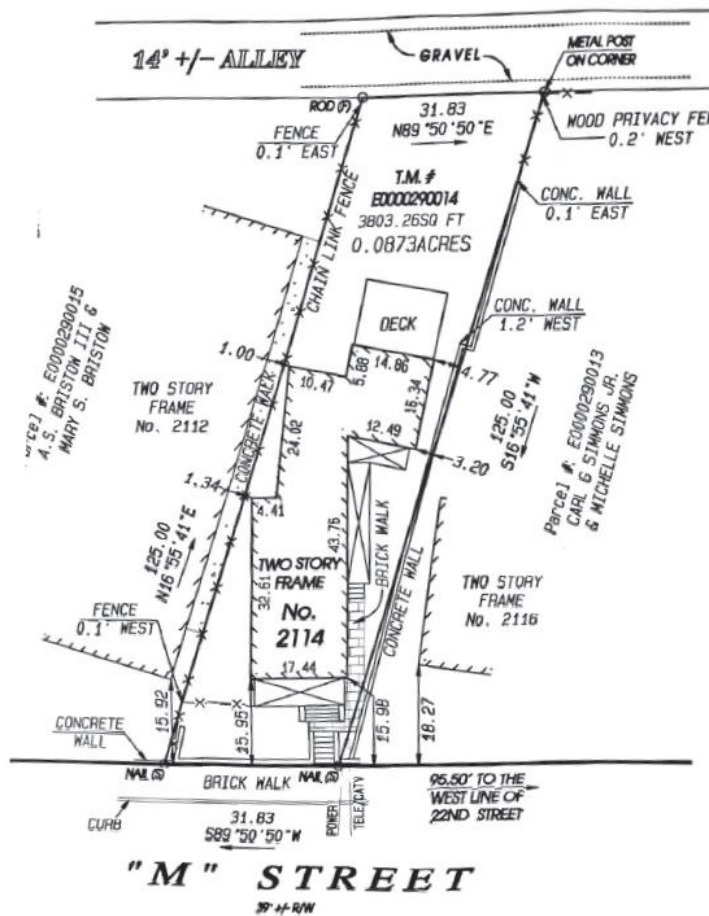 14' +/- ALLEY
GRAVEL
METAL POST
ON CORNER
ROD (F)
31.83
N89°50'50"E
FENCE
0.1' EAST
WOOD PRIVACY FE
0.2' WEST
T.M. #
E0000290014
3803.26SQ FT
0.0873ACRES
CHAIN LINK FENCE
CONC. WALL
0.1' EAST
CONC. WALL
1.2' WEST
DECK
14.86
5.88
10.47
1.00
4.77
16.34
12.49
3.20
125.00
S16°55'41"W
Parcel #: E0000290015
A.S. BRISTOW III &
MARY S. BRISTOW
TWO STORY
FRAME
No. 2112
CONCRETE WALK
24.02
1.34
4.41
Parcel #: E0000290013
CARL G SIMMONS JR.
& MICHELLE SIMMONS
125.00
N16°55'41"E
43.76
32.61
TWO STORY
FRAME
No.
2114
BRICK WALK
CONCRETE WALL
TWO STORY
FRAME
No. 2116
FENCE
0.1' WEST
17.44
15.92
15.95
15.98
18.27
CONCRETE
WALL
NAIL (S)
BRICK WALK
NAIL (S)
POWER
TELE/CATV
95.50' TO THE
WEST LINE OF
22ND STREET
CURB
31.83
S89°50'50"W
"M" STREET
39' +/- R/W